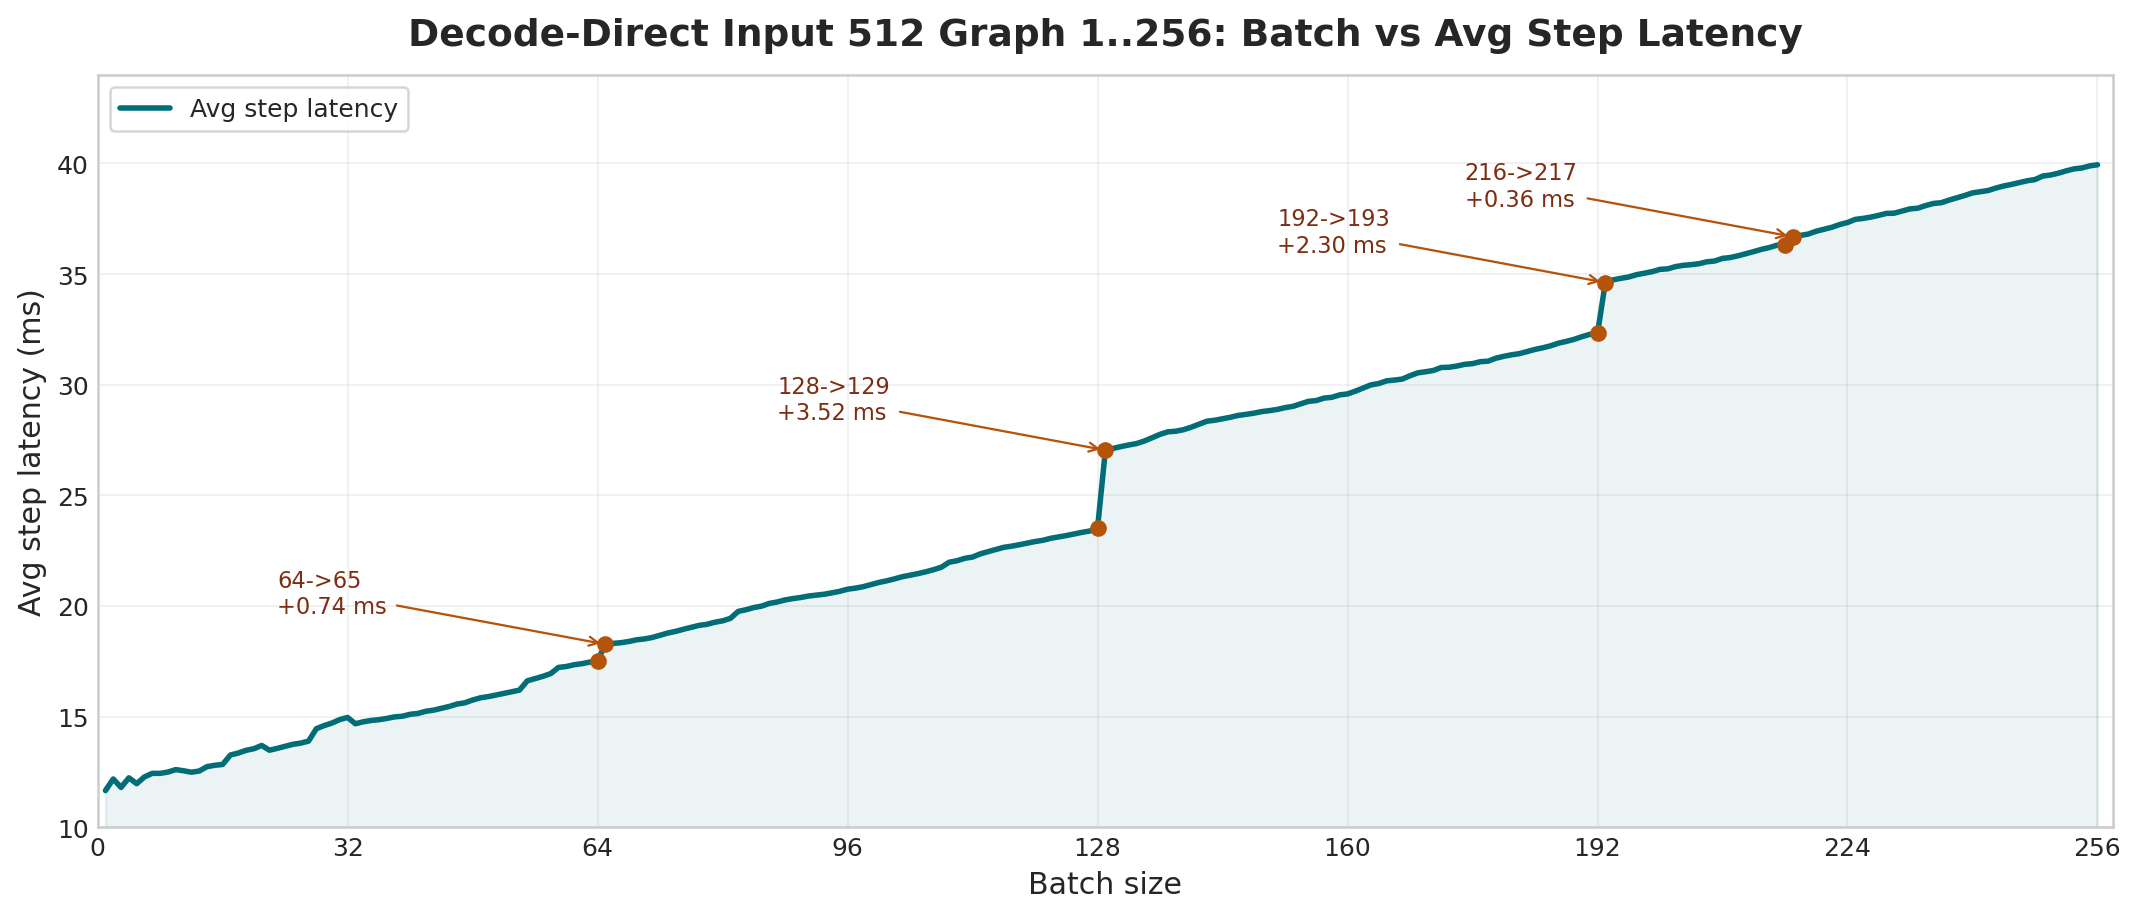 Decode-Direct Input 512 Graph 1..256: Batch vs Avg Step Latency
Avg step latency
216->217
+0.36 ms
192->193
+2.30 ms
128->129
+3.52 ms
64->65
+0.74 ms
Avg step latency (ms)
40
35
30
25
20
15
10
0 32 64 96 128 160 192 224 256
Batch size